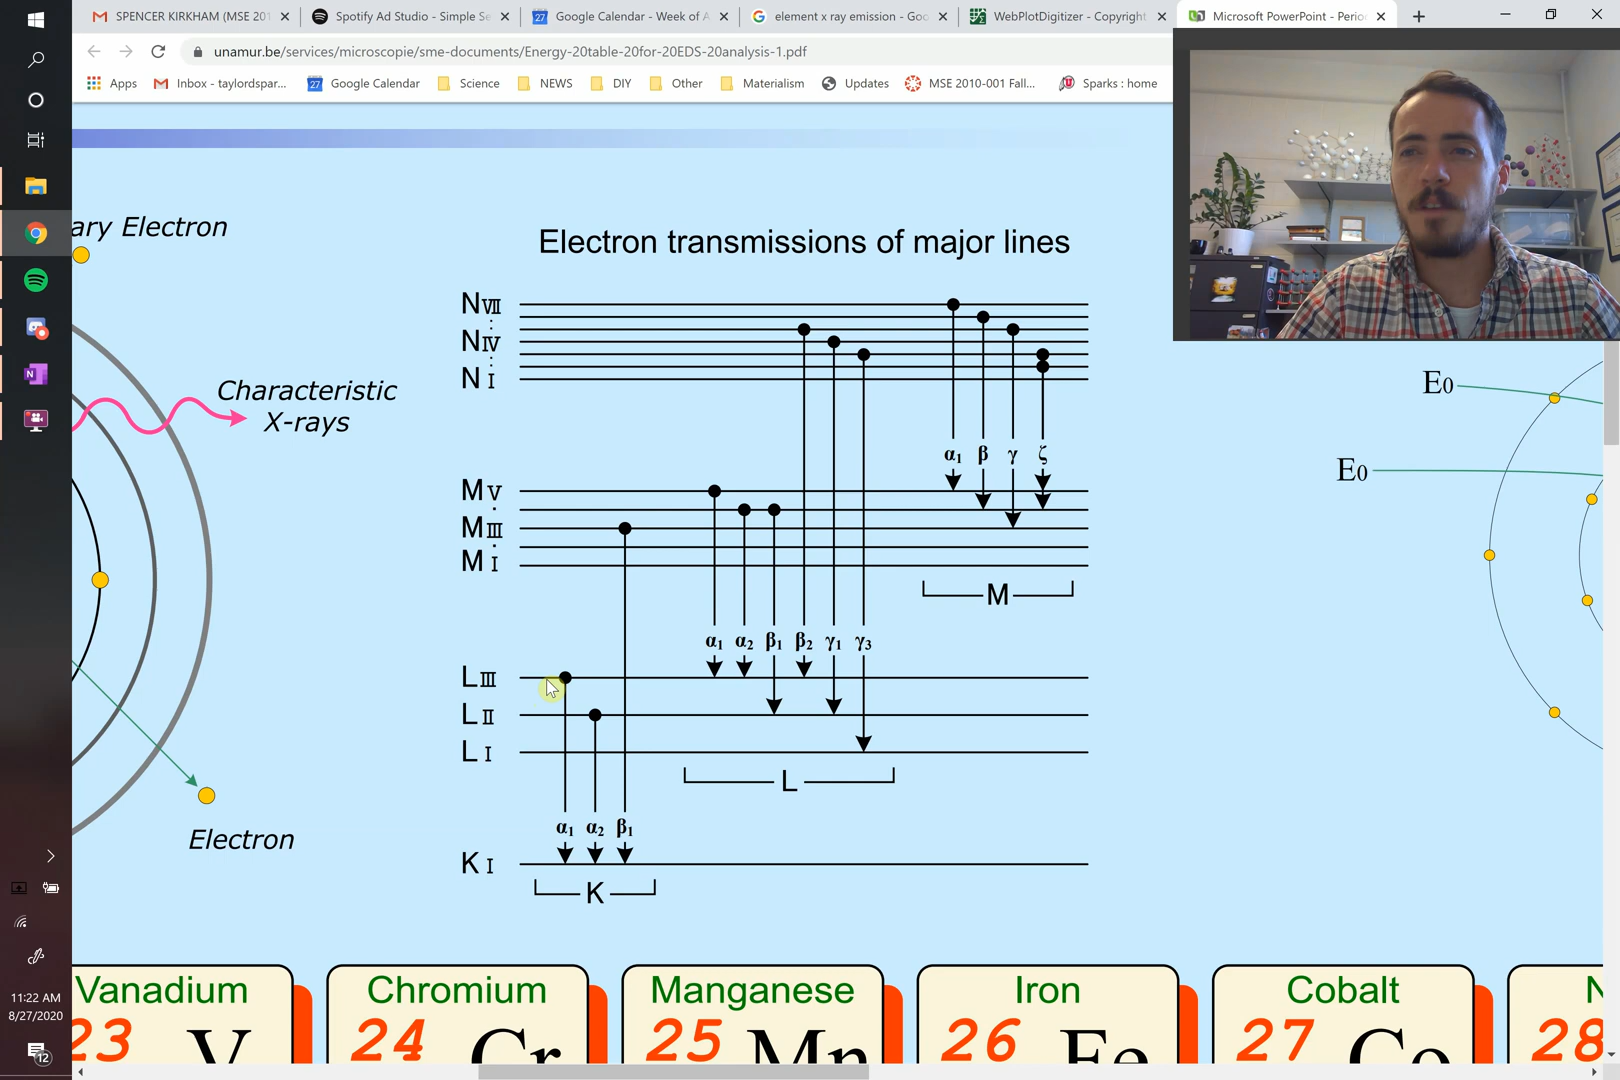 SPENCER KIRKHAM (MSE 201
Spotify Ad Studio - Simple Se
Google Calendar - Week of A
element x ray emission - Goo
WebPlotDigitizer - Copyright
Microsoft PowerPoint - Perio
unamur.be/services/microscopie/sme-documents/Energy-20table-20for-20EDS-20analysis-1.pdf
Apps
Inbox - taylordspar...
Google Calendar
Science
NEWS
DIY
Other
Materialism
Updates
MSE 2010-001 Fall...
Sparks : home
ary Electron
Characteristic
X-rays
Electron
Electron transmissions of major lines
N VII
N IV
N I
α1 β γ ζ
M V
M III
M I
M
α1 α2 β1 β2 γ1 γ3
L III
L II
L I
L
α1 α2 β1
K I
K
E0
E0
Vanadium
Chromium
Manganese
Iron
Cobalt
N
23 V
24 Cr
25 Mn
26 Fe
27 Co
28
11:22 AM
8/27/2020
12